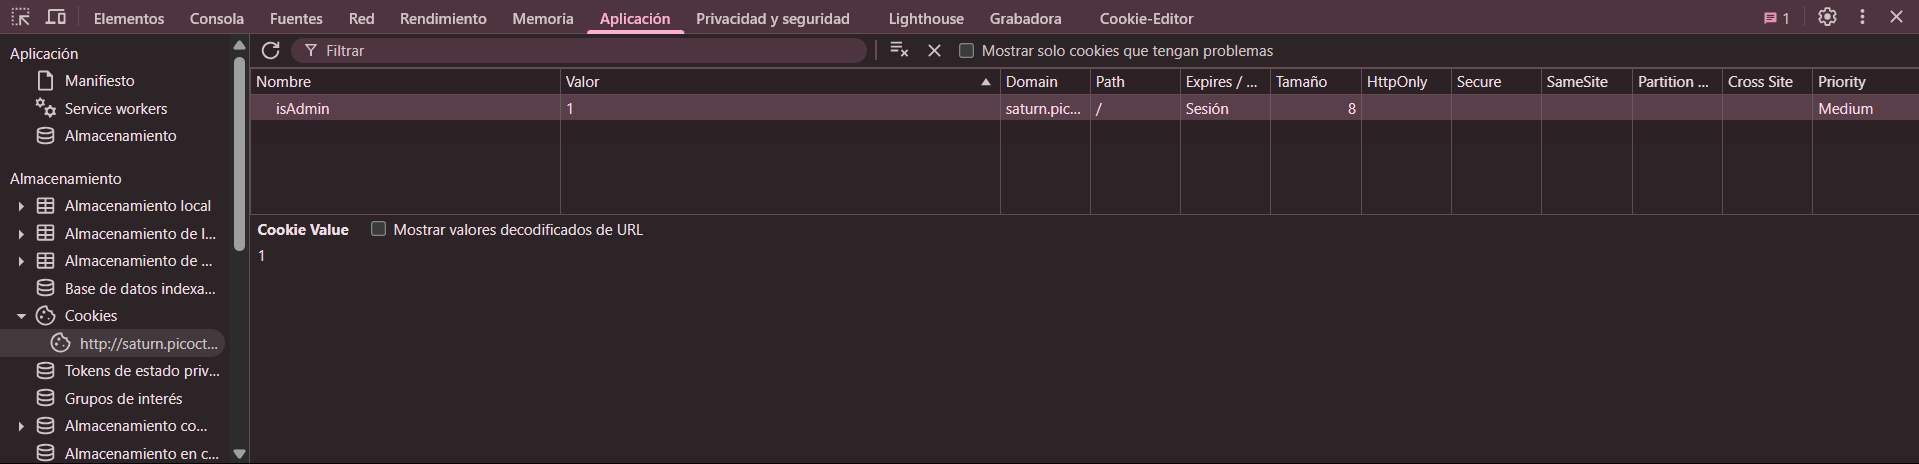 Elementos Consola Fuentes Red Rendimiento Memoria Aplicación Privacidad y seguridad Lighthouse Grabadora Cookie-Editor 1
Aplicación
Manifiesto
Service workers
Almacenamiento
Almacenamiento
Almacenamiento local
Almacenamiento de I...
Almacenamiento de ...
Base de datos indexa...
Cookies
http://saturn.picoct...
Tokens de estado priv...
Grupos de interés
Almacenamiento co...
Almacenamiento en c...
Filtrar Mostrar solo cookies que tengan problemas
Nombre Valor Domain Path Expires / ... Tamaño HttpOnly Secure SameSite Partition ... Cross Site Priority
isAdmin 1 saturn.pic... / Sesión 8 Medium
Cookie Value Mostrar valores decodificados de URL
1